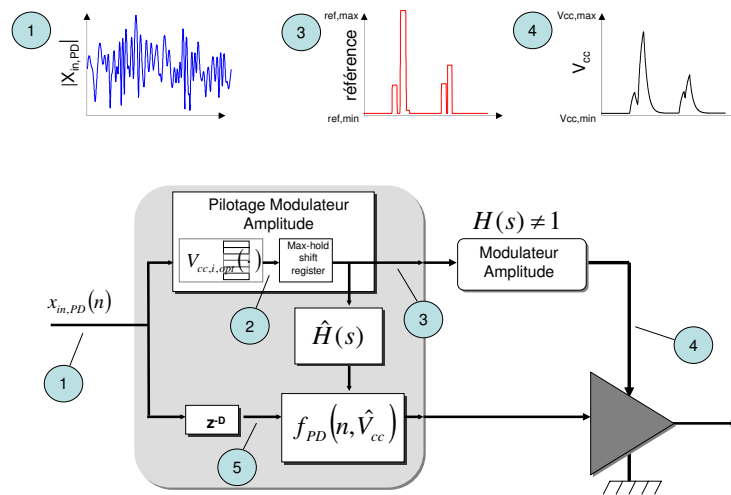 1
|X_in,PD|
3
ref,max
référence
ref,min
4
Vcc,max
V_cc
Vcc,min
Pilotage Modulateur
Amplitude
V_cc,i,opt(·)
Max-hold
shift
register
H(s) ≠ 1
Modulateur
Amplitude
x_in,PD(n)
2
3
4
1
Ĥ(s)
z^-D
f_PD(n, V̂_cc)
5